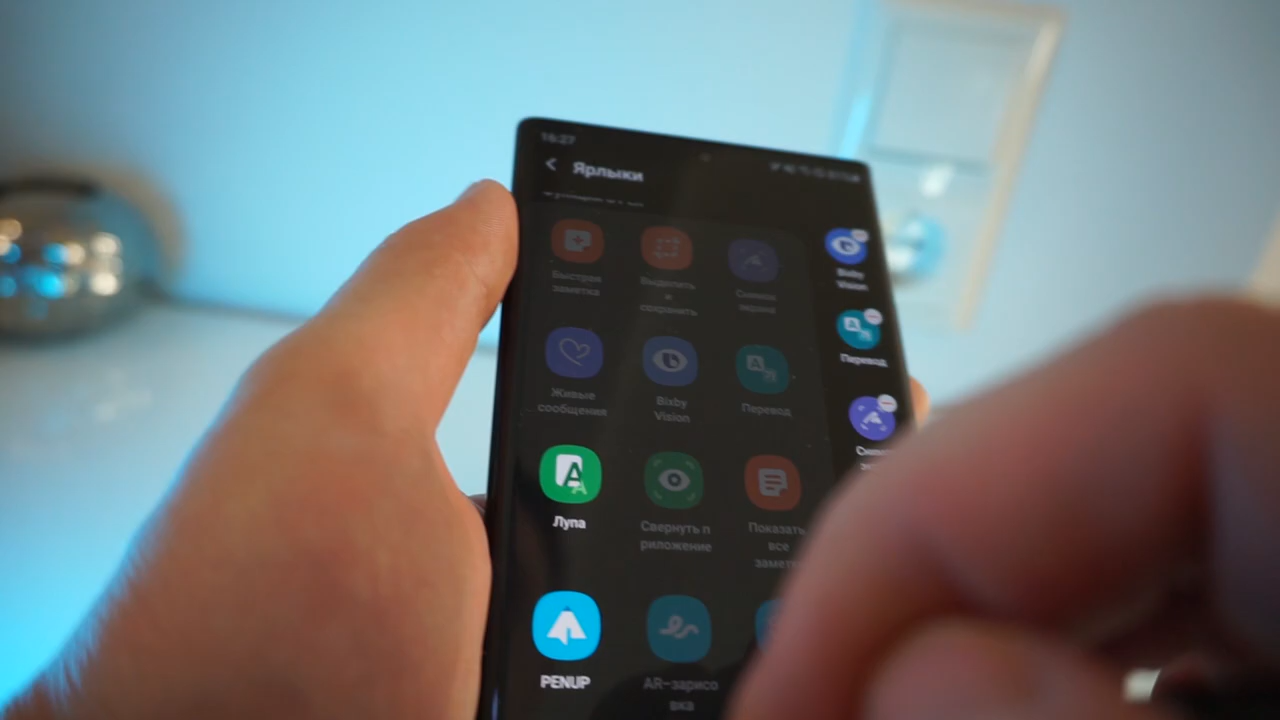 16:27
Ярлыки
Быстрая
заметка
Выделить
и
сохранить
Снимок
экрана
Bixby
Vision
Живые
сообщения
Bixby
Vision
Перевод
Перевод
Лупа
Свернуть п
риложение
Показать
все
PENUP
AR-зарисо
вка